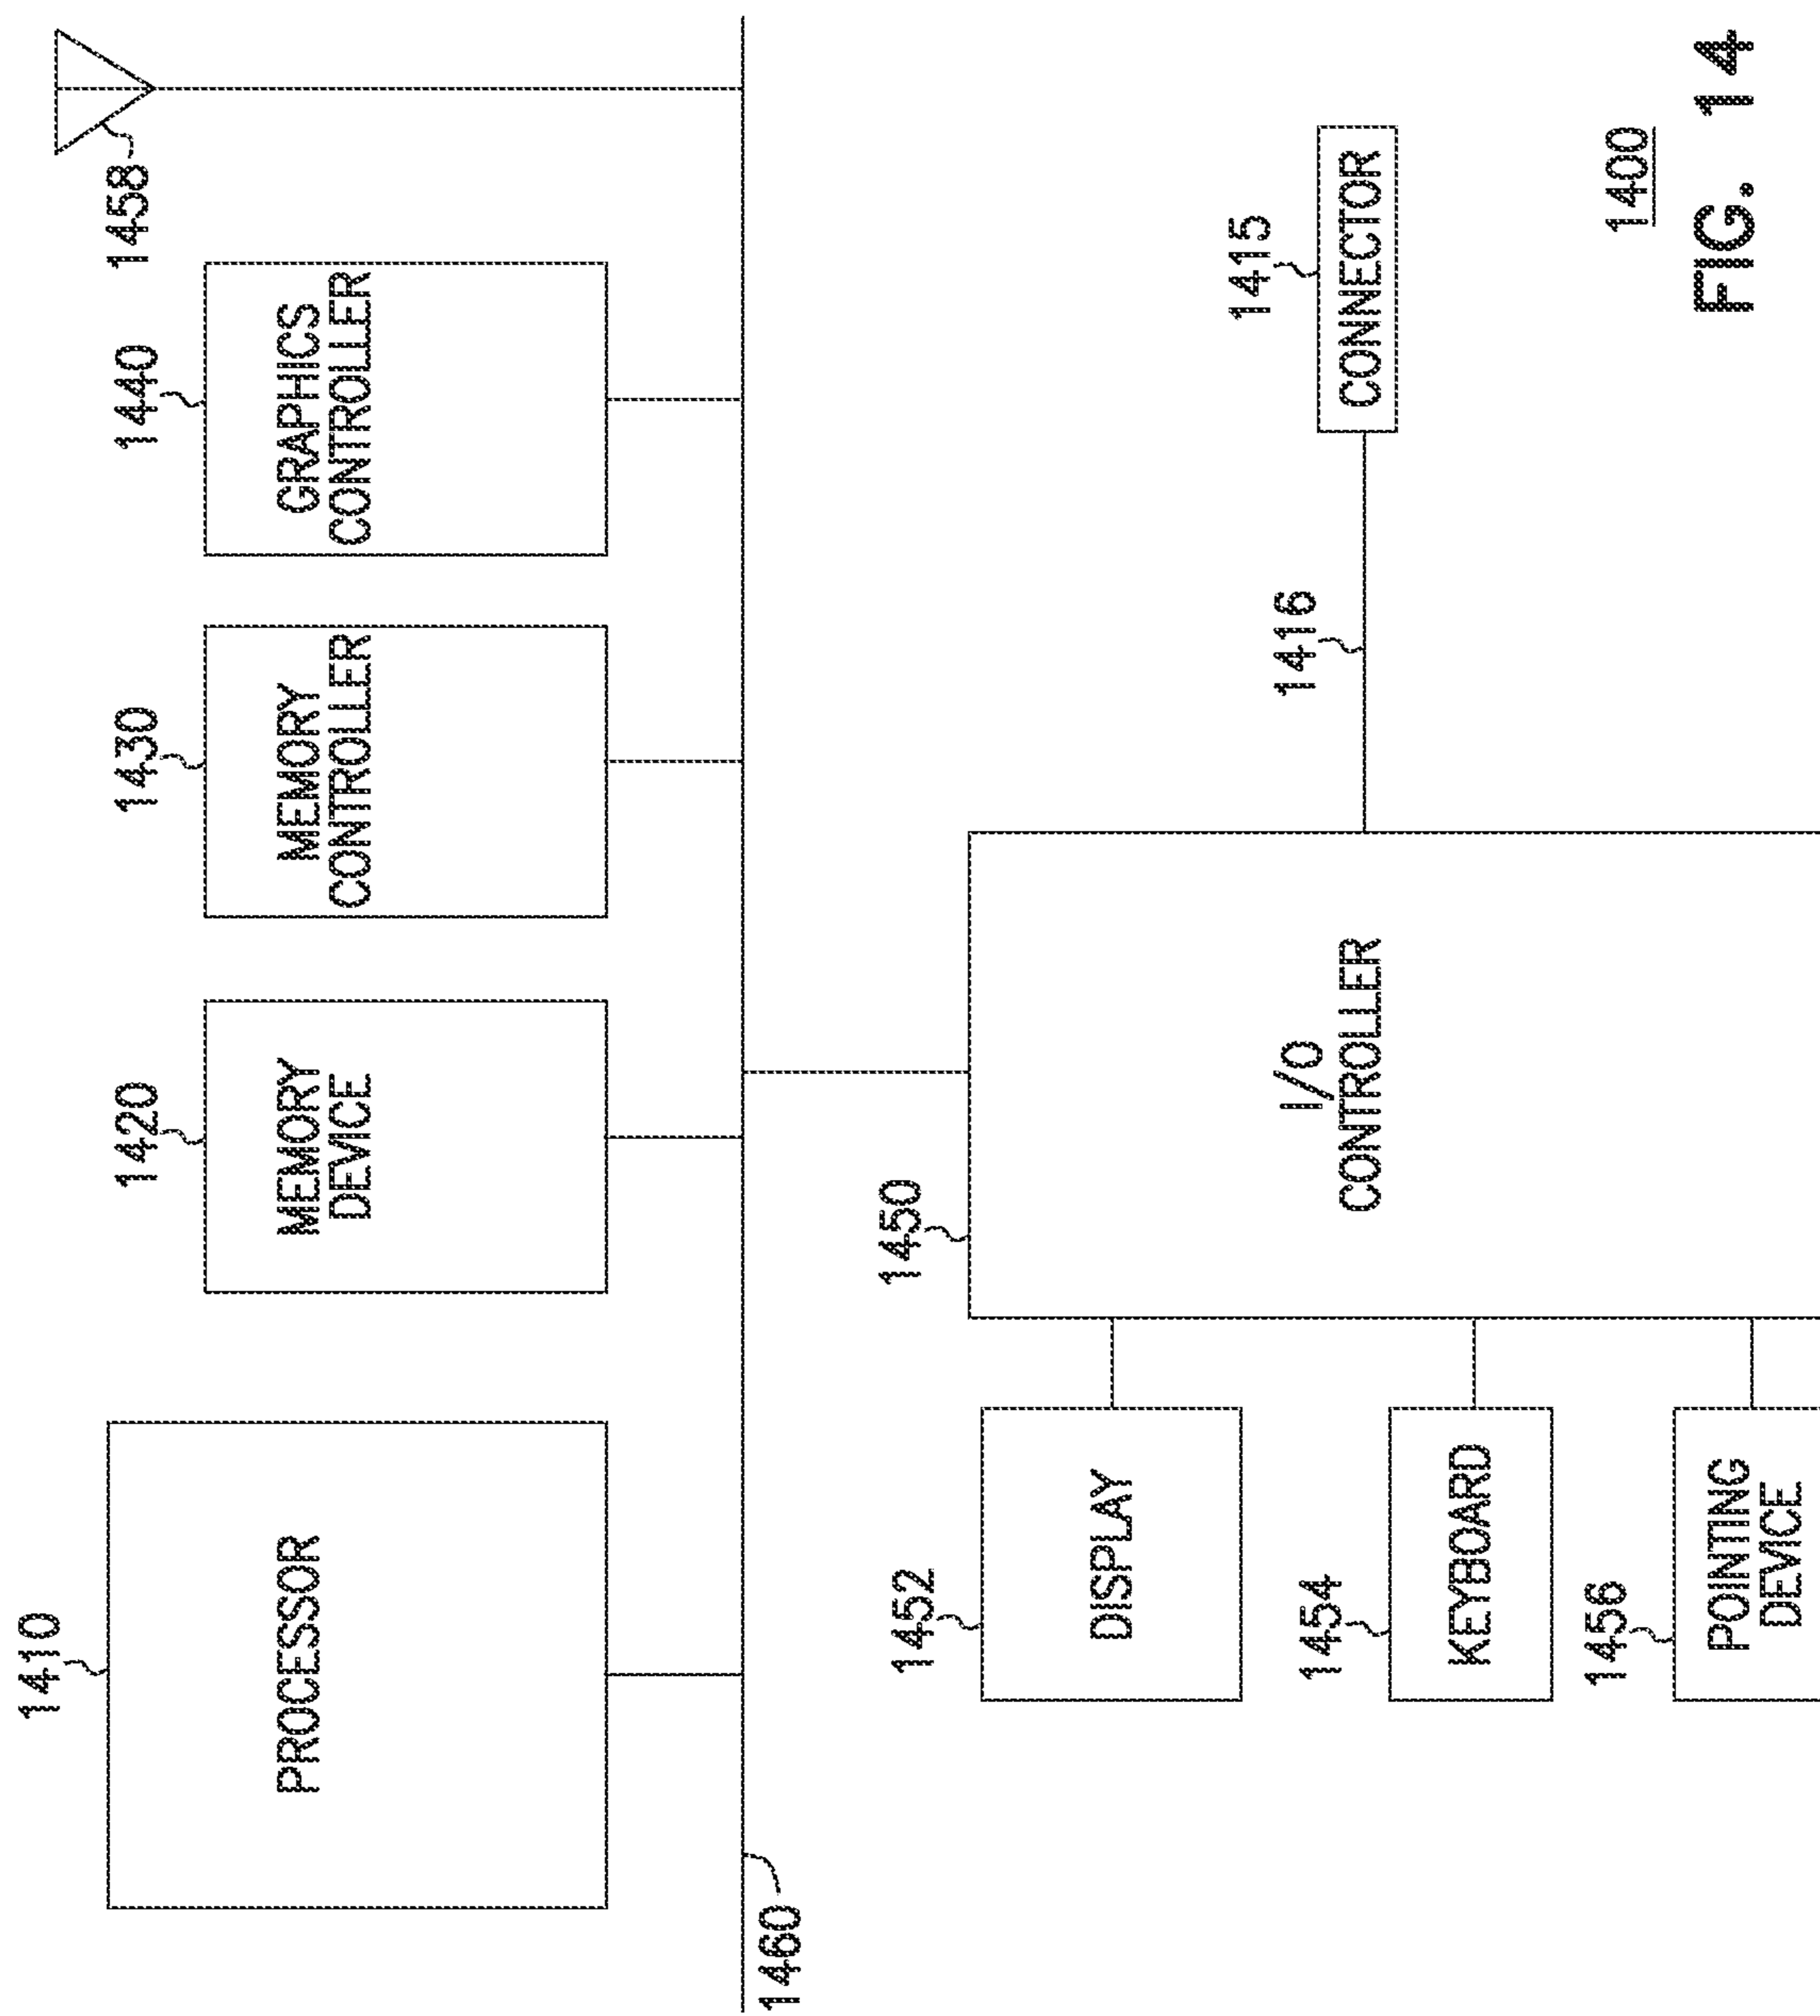 1410
PROCESSOR
1420
MEMORY
DEVICE
1430
MEMORY
CONTROLLER
1440
GRAPHICS
CONTROLLER
1458
1460
1452
DISPLAY
1454
KEYBOARD
1456
POINTING
DEVICE
1450
I/O
CONTROLLER
1416
1415
CONNECTOR
1400
FIG. 14